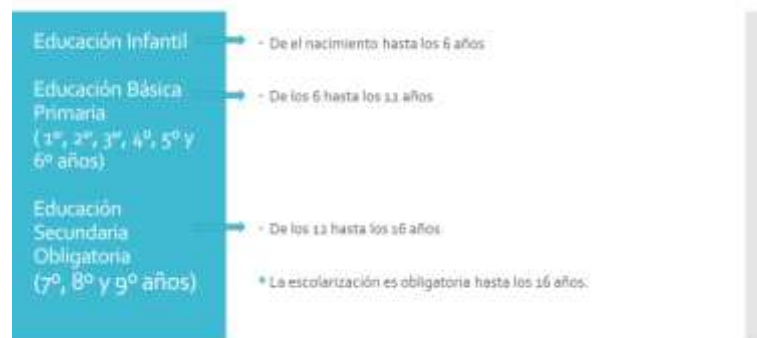 Educación Infantil
- De el nacimiento hasta los 6 años
Educación Básica
Primaria
(1º, 2º, 3º, 4º, 5º y
6º años)
- De los 6 hasta los 12 años
Educación
Secundaria
Obligatoria
(7º, 8º y 9º años)
- De los 12 hasta los 16 años
• La escolarización es obligatoria hasta los 16 años.